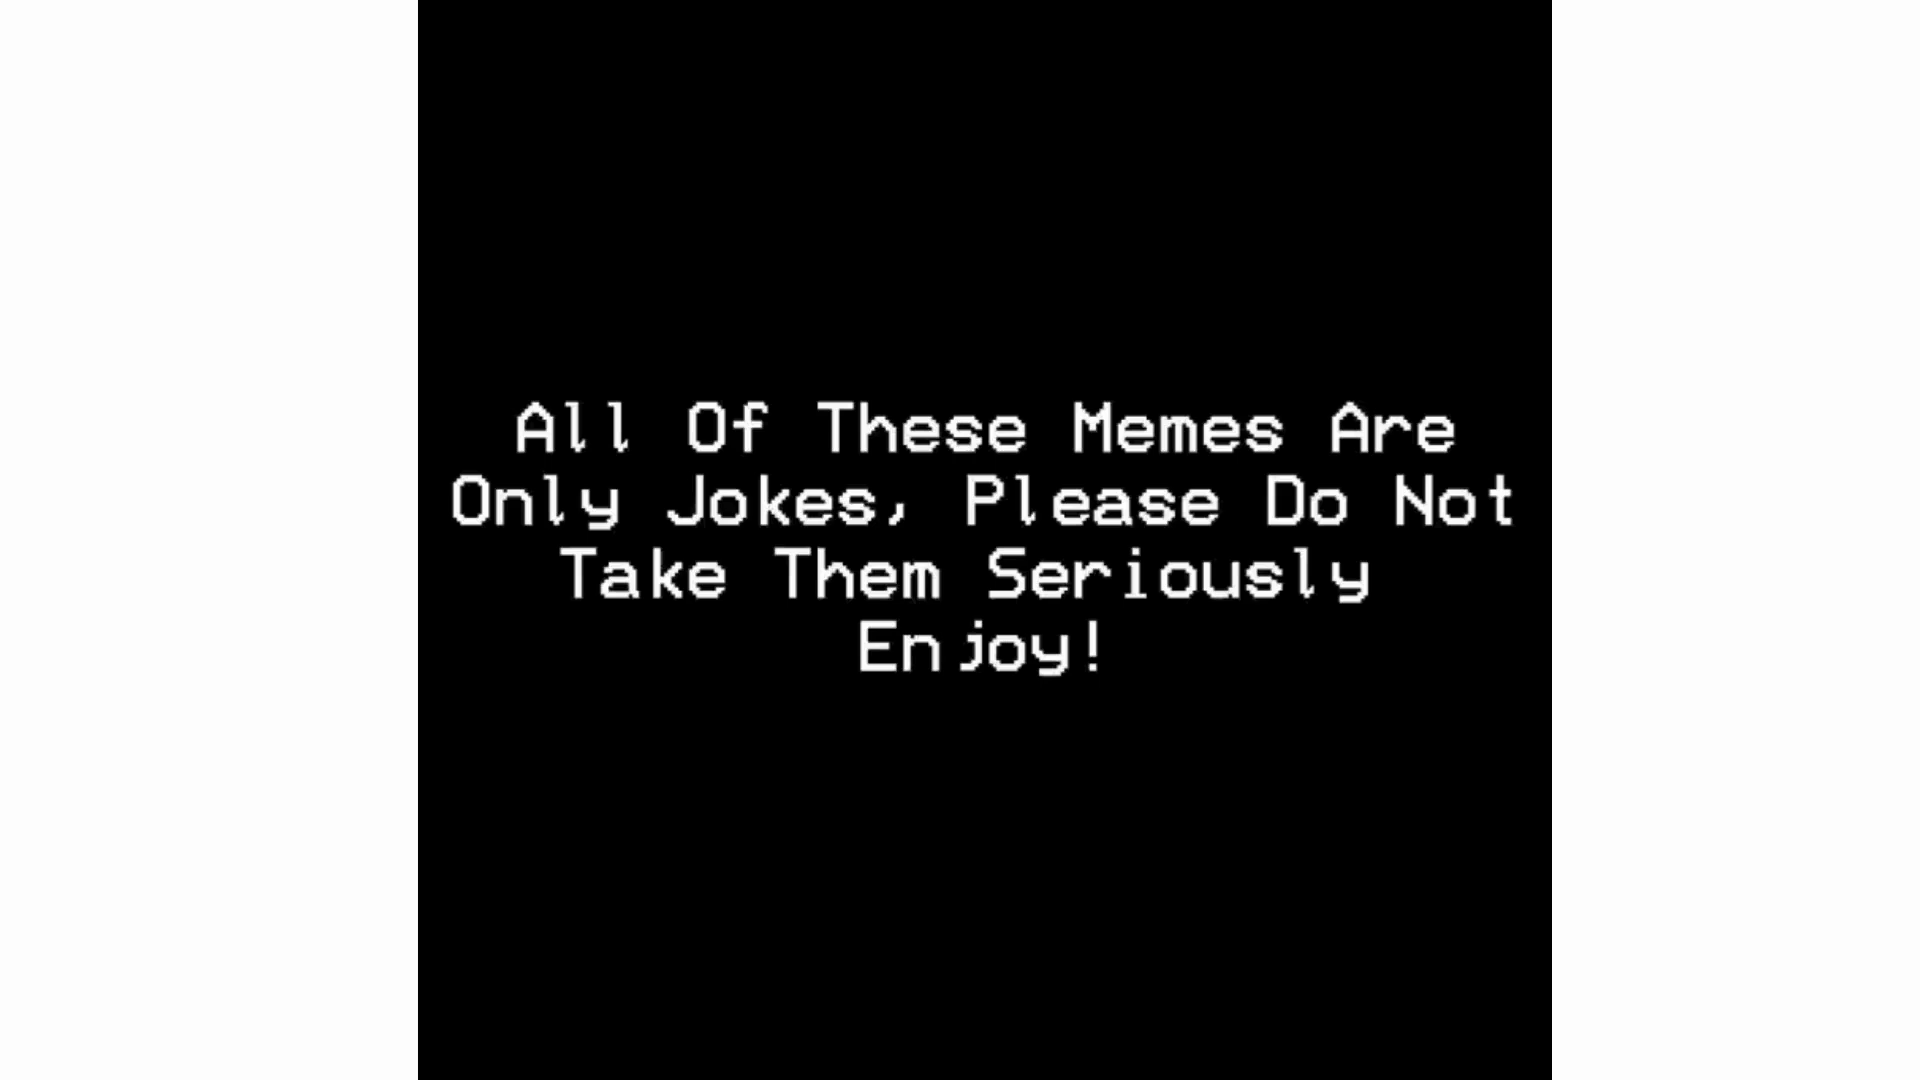 All Of These Memes Are
Only Jokes, Please Do Not
Take Them Seriously
Enjoy!